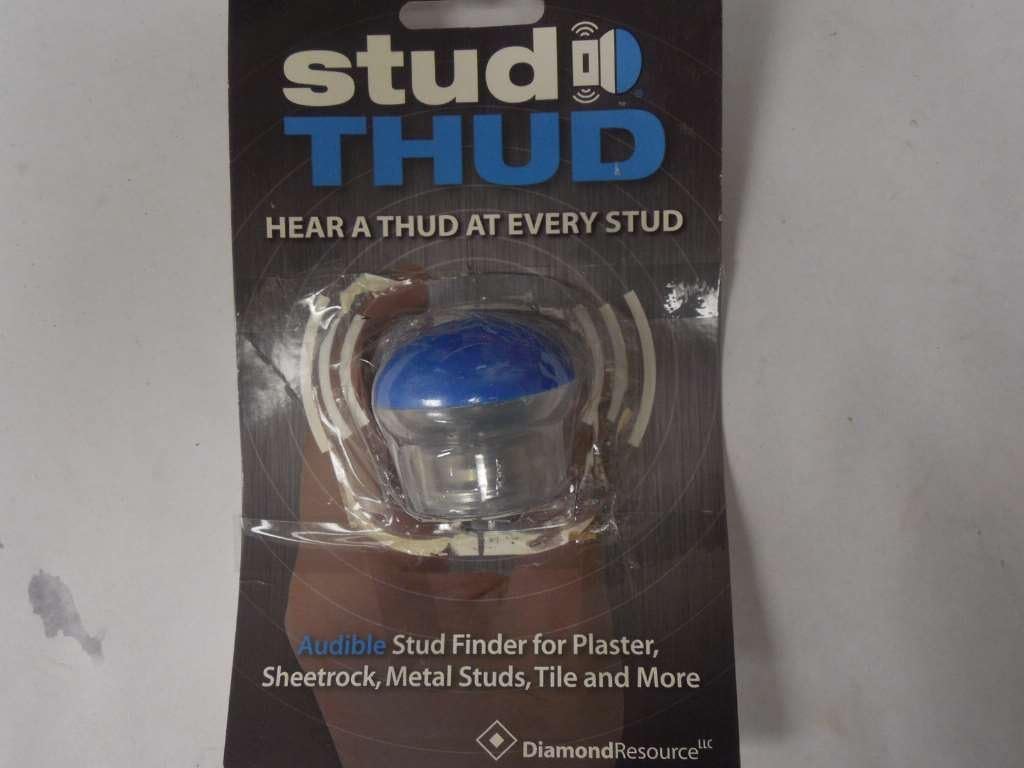 stud
THUD
HEAR A THUD AT EVERY STUD
Audible Stud Finder for Plaster,
Sheetrock, Metal Studs, Tile and More
DiamondResource LLC